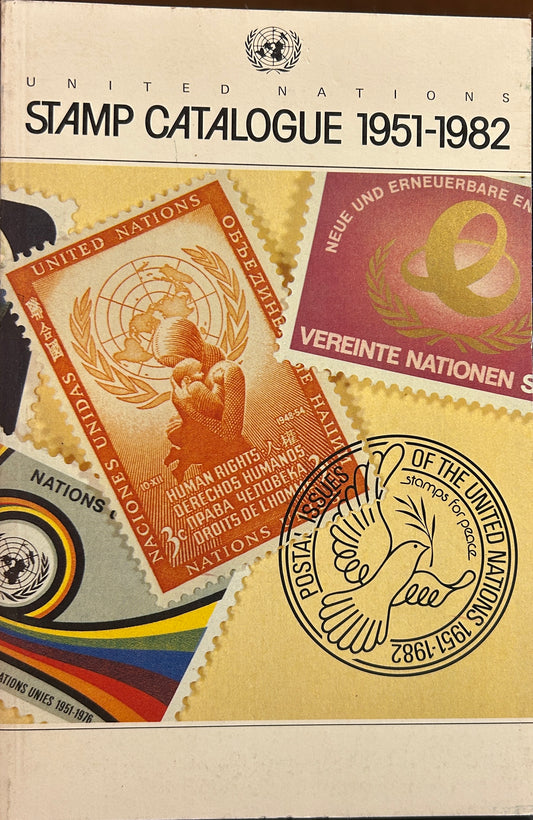 UNITED NATIONS
STAMP CATALOGUE 1951-1982
UNITED NATIONS
NACIONES UNIDAS
NATIONS
10·XII
1948·54
HUMAN RIGHTS 人權
DERECHOS HUMANOS
ПРАВА ЧЕЛОВЕКА
DROITS DE L'HOMME
3c
NEUE UND ERNEUERBARE EN
VEREINTE NATIONEN S
NATIONS
ATIONS UNIES 1951-1976
POSTAL ISSUES OF THE UNITED NATIONS 1951-1982
stamps for peace